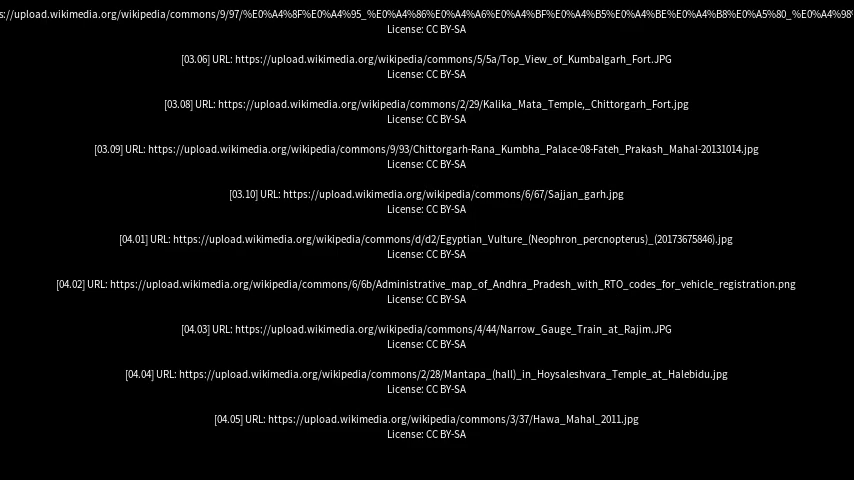 s://upload.wikimedia.org/wikipedia/commons/9/97/%E0%A4%8F%E0%A4%95_%E0%A4%86%E0%A4%A6%E0%A4%BF%E0%A4%B5%E0%A4%BE%E0%A4%B8%E0%A5%80_%E0%A4%98%
License: CC BY-SA
[03.06] URL: https://upload.wikimedia.org/wikipedia/commons/5/5a/Top_View_of_Kumbalgarh_Fort.JPG
License: CC BY-SA
[03.08] URL: https://upload.wikimedia.org/wikipedia/commons/2/29/Kalika_Mata_Temple,_Chittorgarh_Fort.jpg
License: CC BY-SA
[03.09] URL: https://upload.wikimedia.org/wikipedia/commons/9/93/Chittorgarh-Rana_Kumbha_Palace-08-Fateh_Prakash_Mahal-20131014.jpg
License: CC BY-SA
[03.10] URL: https://upload.wikimedia.org/wikipedia/commons/6/67/Sajjan_garh.jpg
License: CC BY-SA
[04.01] URL: https://upload.wikimedia.org/wikipedia/commons/d/d2/Egyptian_Vulture_(Neophron_percnopterus)_(20173675846).jpg
License: CC BY-SA
[04.02] URL: https://upload.wikimedia.org/wikipedia/commons/6/6b/Administrative_map_of_Andhra_Pradesh_with_RTO_codes_for_vehicle_registration.png
License: CC BY-SA
[04.03] URL: https://upload.wikimedia.org/wikipedia/commons/4/44/Narrow_Gauge_Train_at_Rajim.JPG
License: CC BY-SA
[04.04] URL: https://upload.wikimedia.org/wikipedia/commons/2/28/Mantapa_(hall)_in_Hoysaleshvara_Temple_at_Halebidu.jpg
License: CC BY-SA
[04.05] URL: https://upload.wikimedia.org/wikipedia/commons/3/37/Hawa_Mahal_2011.jpg
License: CC BY-SA